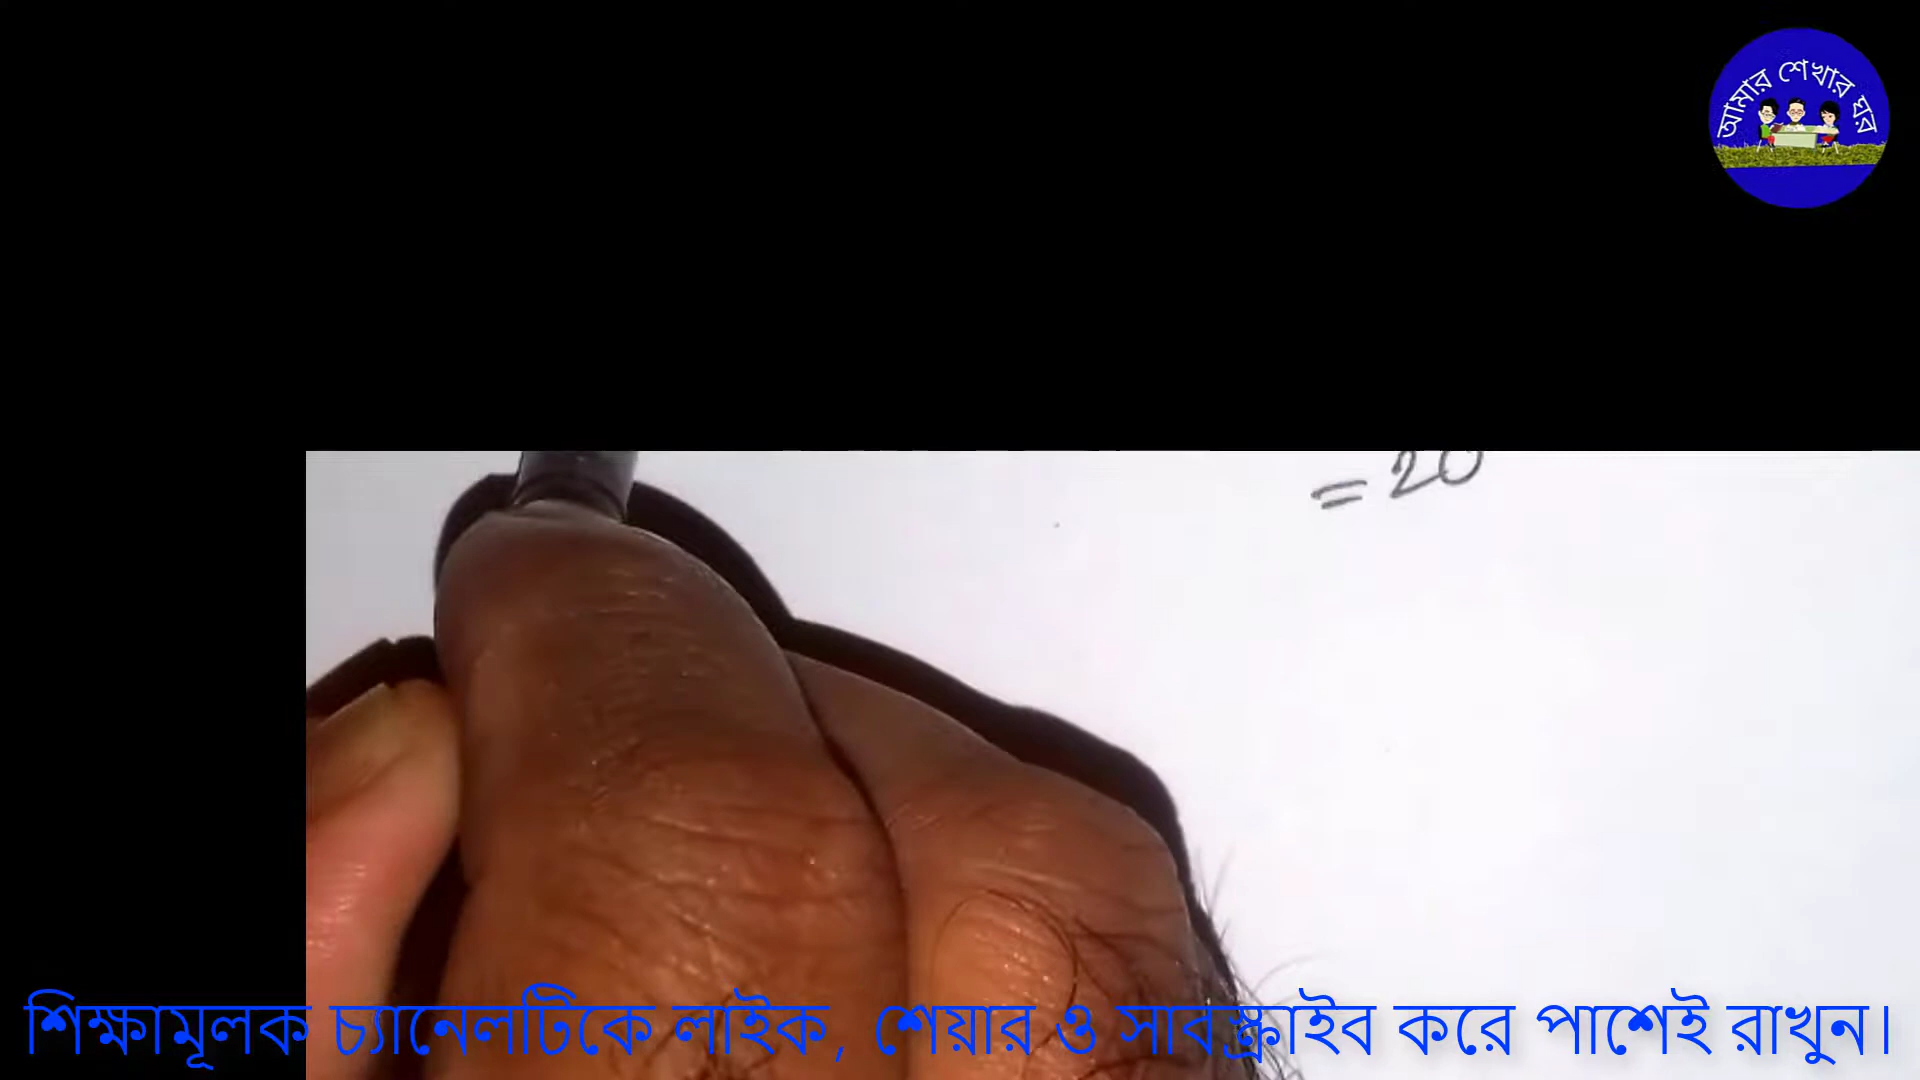 আমার শেখার ঘর
= 20
শিক্ষামূলক চ্যানেলটিকে লাইক, শেয়ার ও সাবস্ক্রাইব করে পাশেই রাখুন।